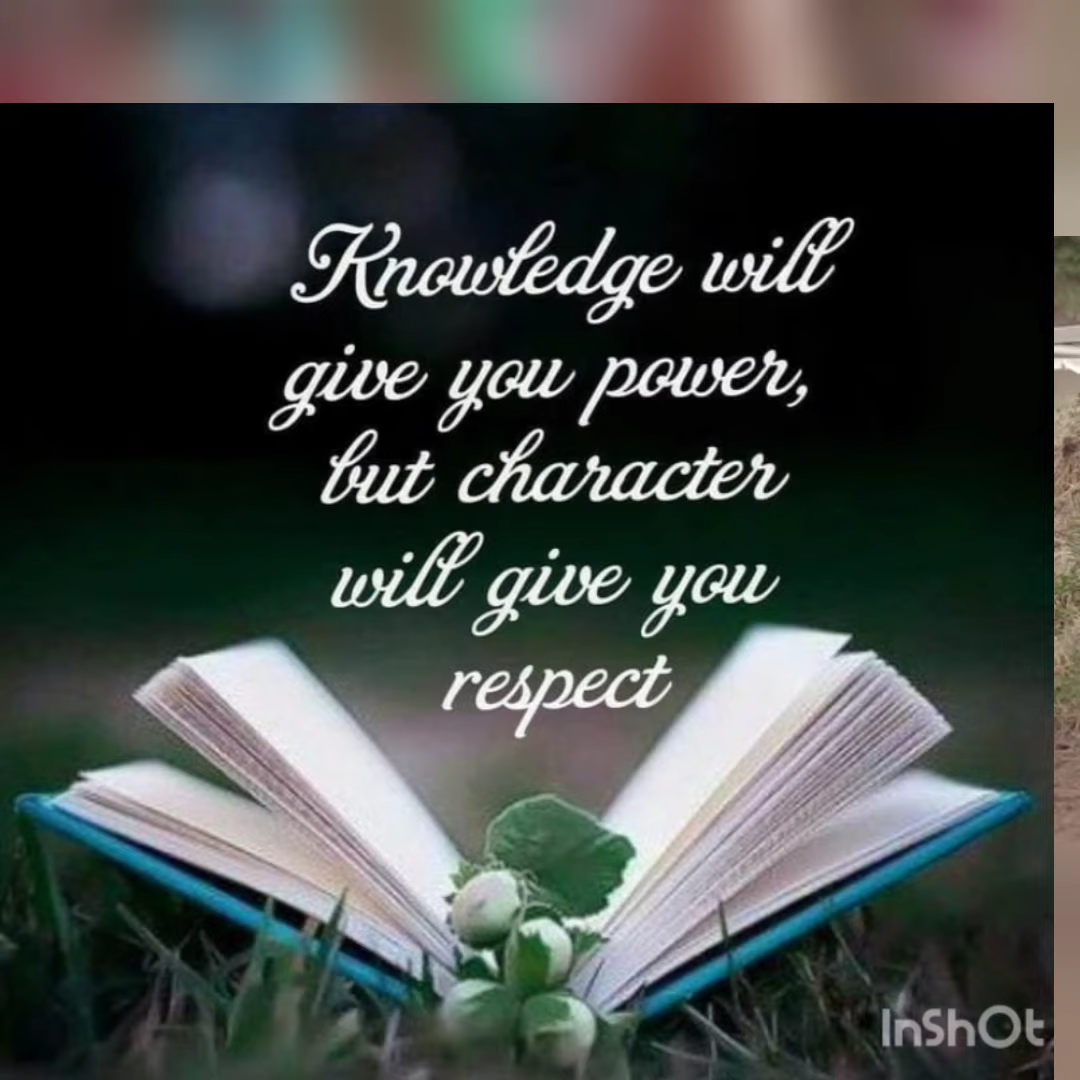 Knowledge will
give you power,
but character
will give you
respect
InShOt